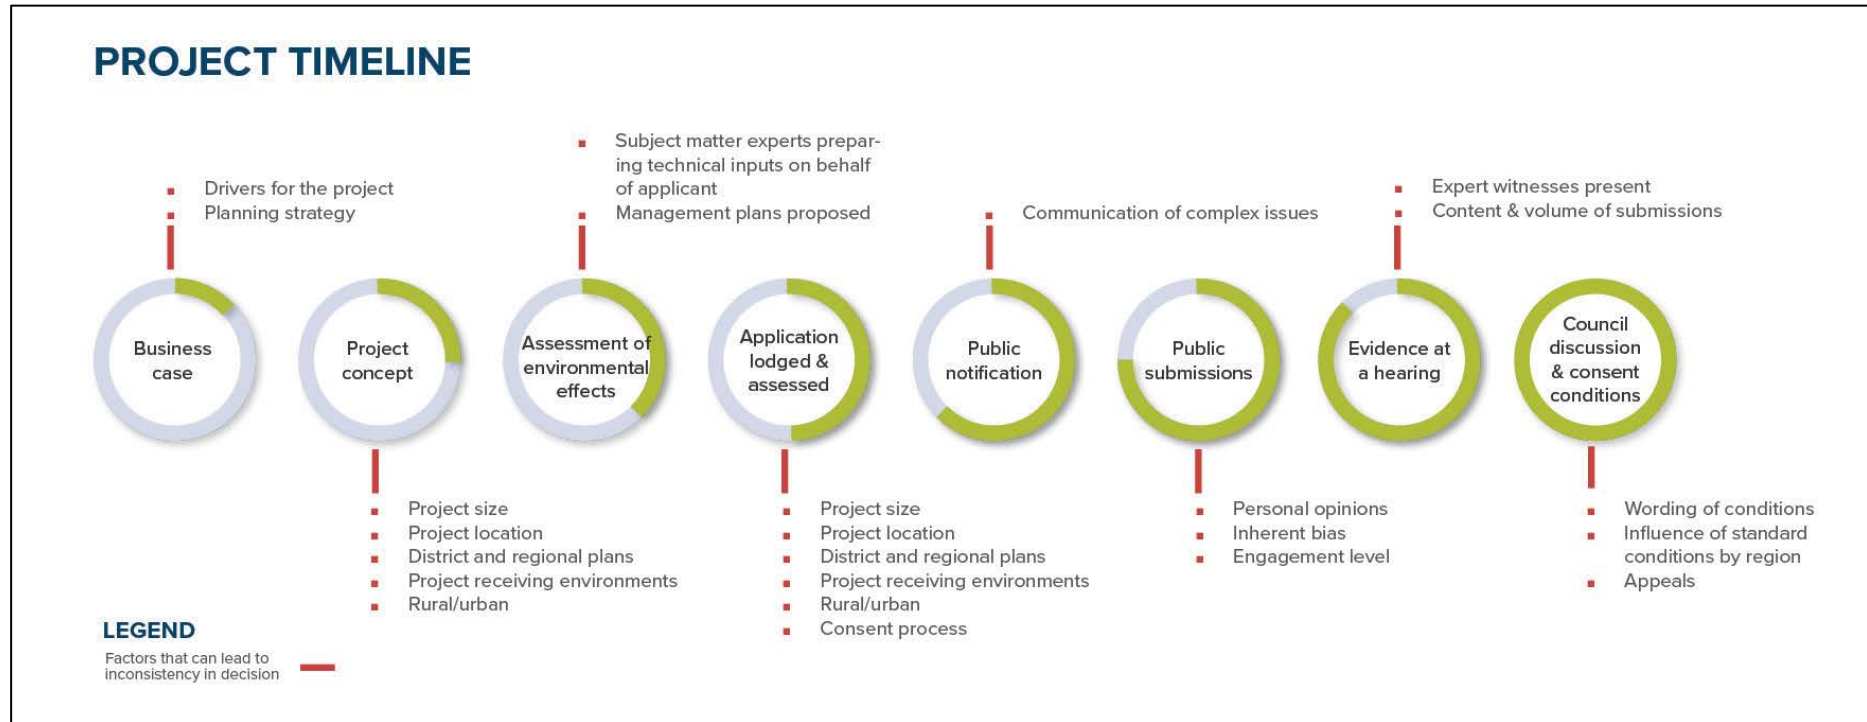 PROJECT TIMELINE
Drivers for the project
Planning strategy
Subject matter experts prepar-
ing technical inputs on behalf
of applicant
Management plans proposed
Communication of complex issues
Expert witnesses present
Content & volume of submissions
Business
case
Project
concept
Assessment of
environmental
effects
Application
lodged &
assessed
Public
notification
Public
submissions
Evidence at
a hearing
Council
discussion
& consent
conditions
Project size
Project location
District and regional plans
Project receiving environments
Rural/urban
Project size
Project location
District and regional plans
Project receiving environments
Rural/urban
Consent process
Personal opinions
Inherent bias
Engagement level
Wording of conditions
Influence of standard
conditions by region
Appeals
LEGEND
Factors that can lead to
inconsistency in decision